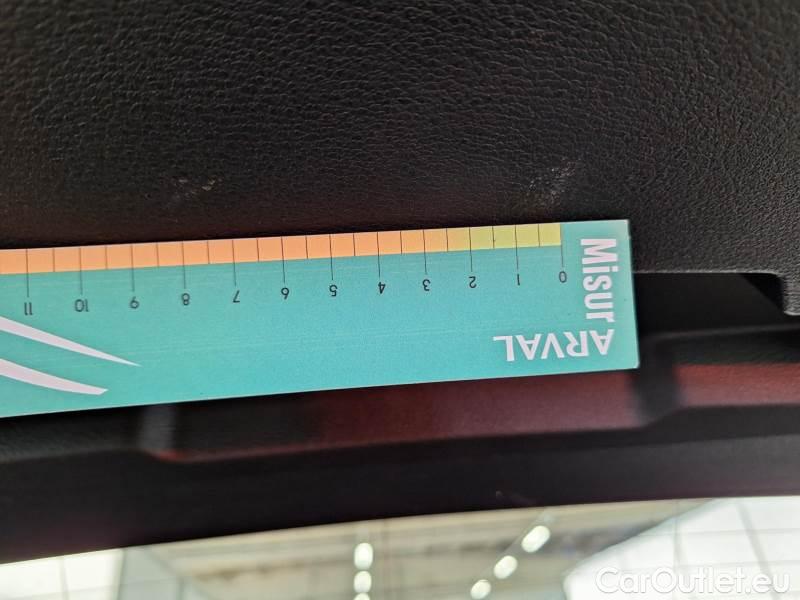 Misur
ARVAL
0 1 2 3 4 5 6 7 8 9 10 11
CarOutlet.eu